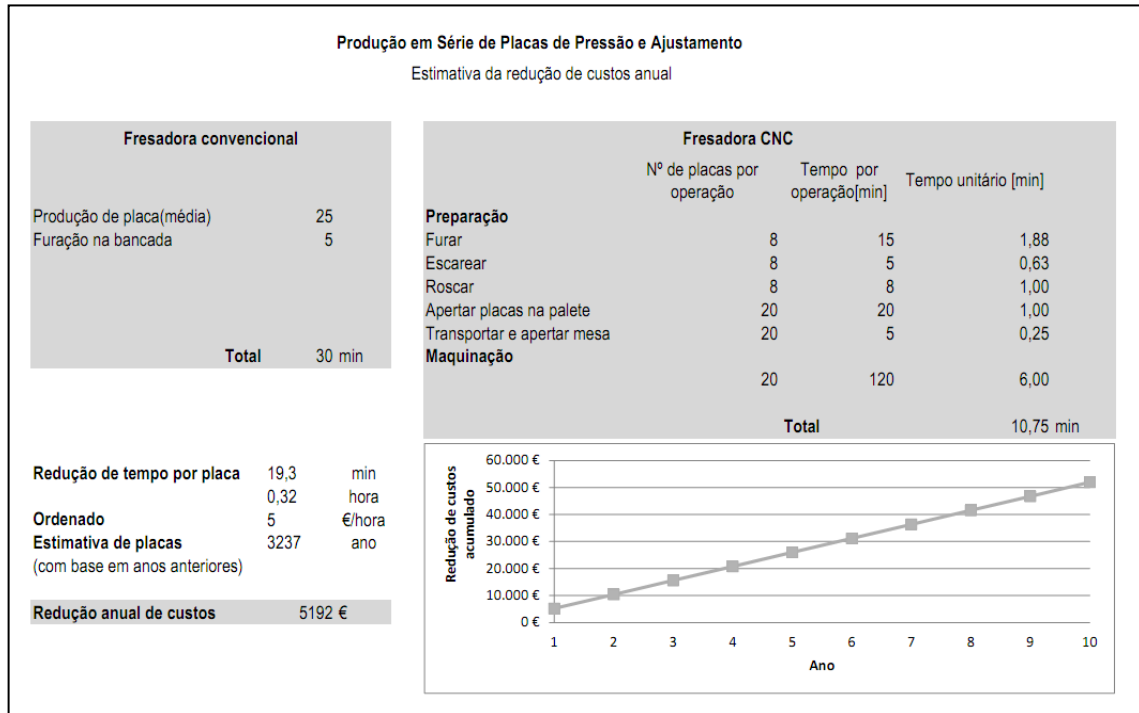 Produção em Série de Placas de Pressão e Ajustamento
Estimativa da redução de custos anual
Fresadora convencional
Produção de placa(média) 25
Furação na bancada 5
Total 30 min
Fresadora CNC
Nº de placas por operação Tempo por operação[min] Tempo unitário [min]
Preparação
Furar 8 15 1,88
Escarear 8 5 0,63
Roscar 8 8 1,00
Apertar placas na palete 20 20 1,00
Transportar e apertar mesa 20 5 0,25
Maquinação
20 120 6,00
Total 10,75 min
Redução de tempo por placa 19,3 min
0,32 hora
Ordenado 5 €/hora
Estimativa de placas 3237 ano
(com base em anos anteriores)
Redução anual de custos 5192 €
Redução de custos
acumulado
60.000 €
50.000 €
40.000 €
30.000 €
20.000 €
10.000 €
0 €
1 2 3 4 5 6 7 8 9 10
Ano